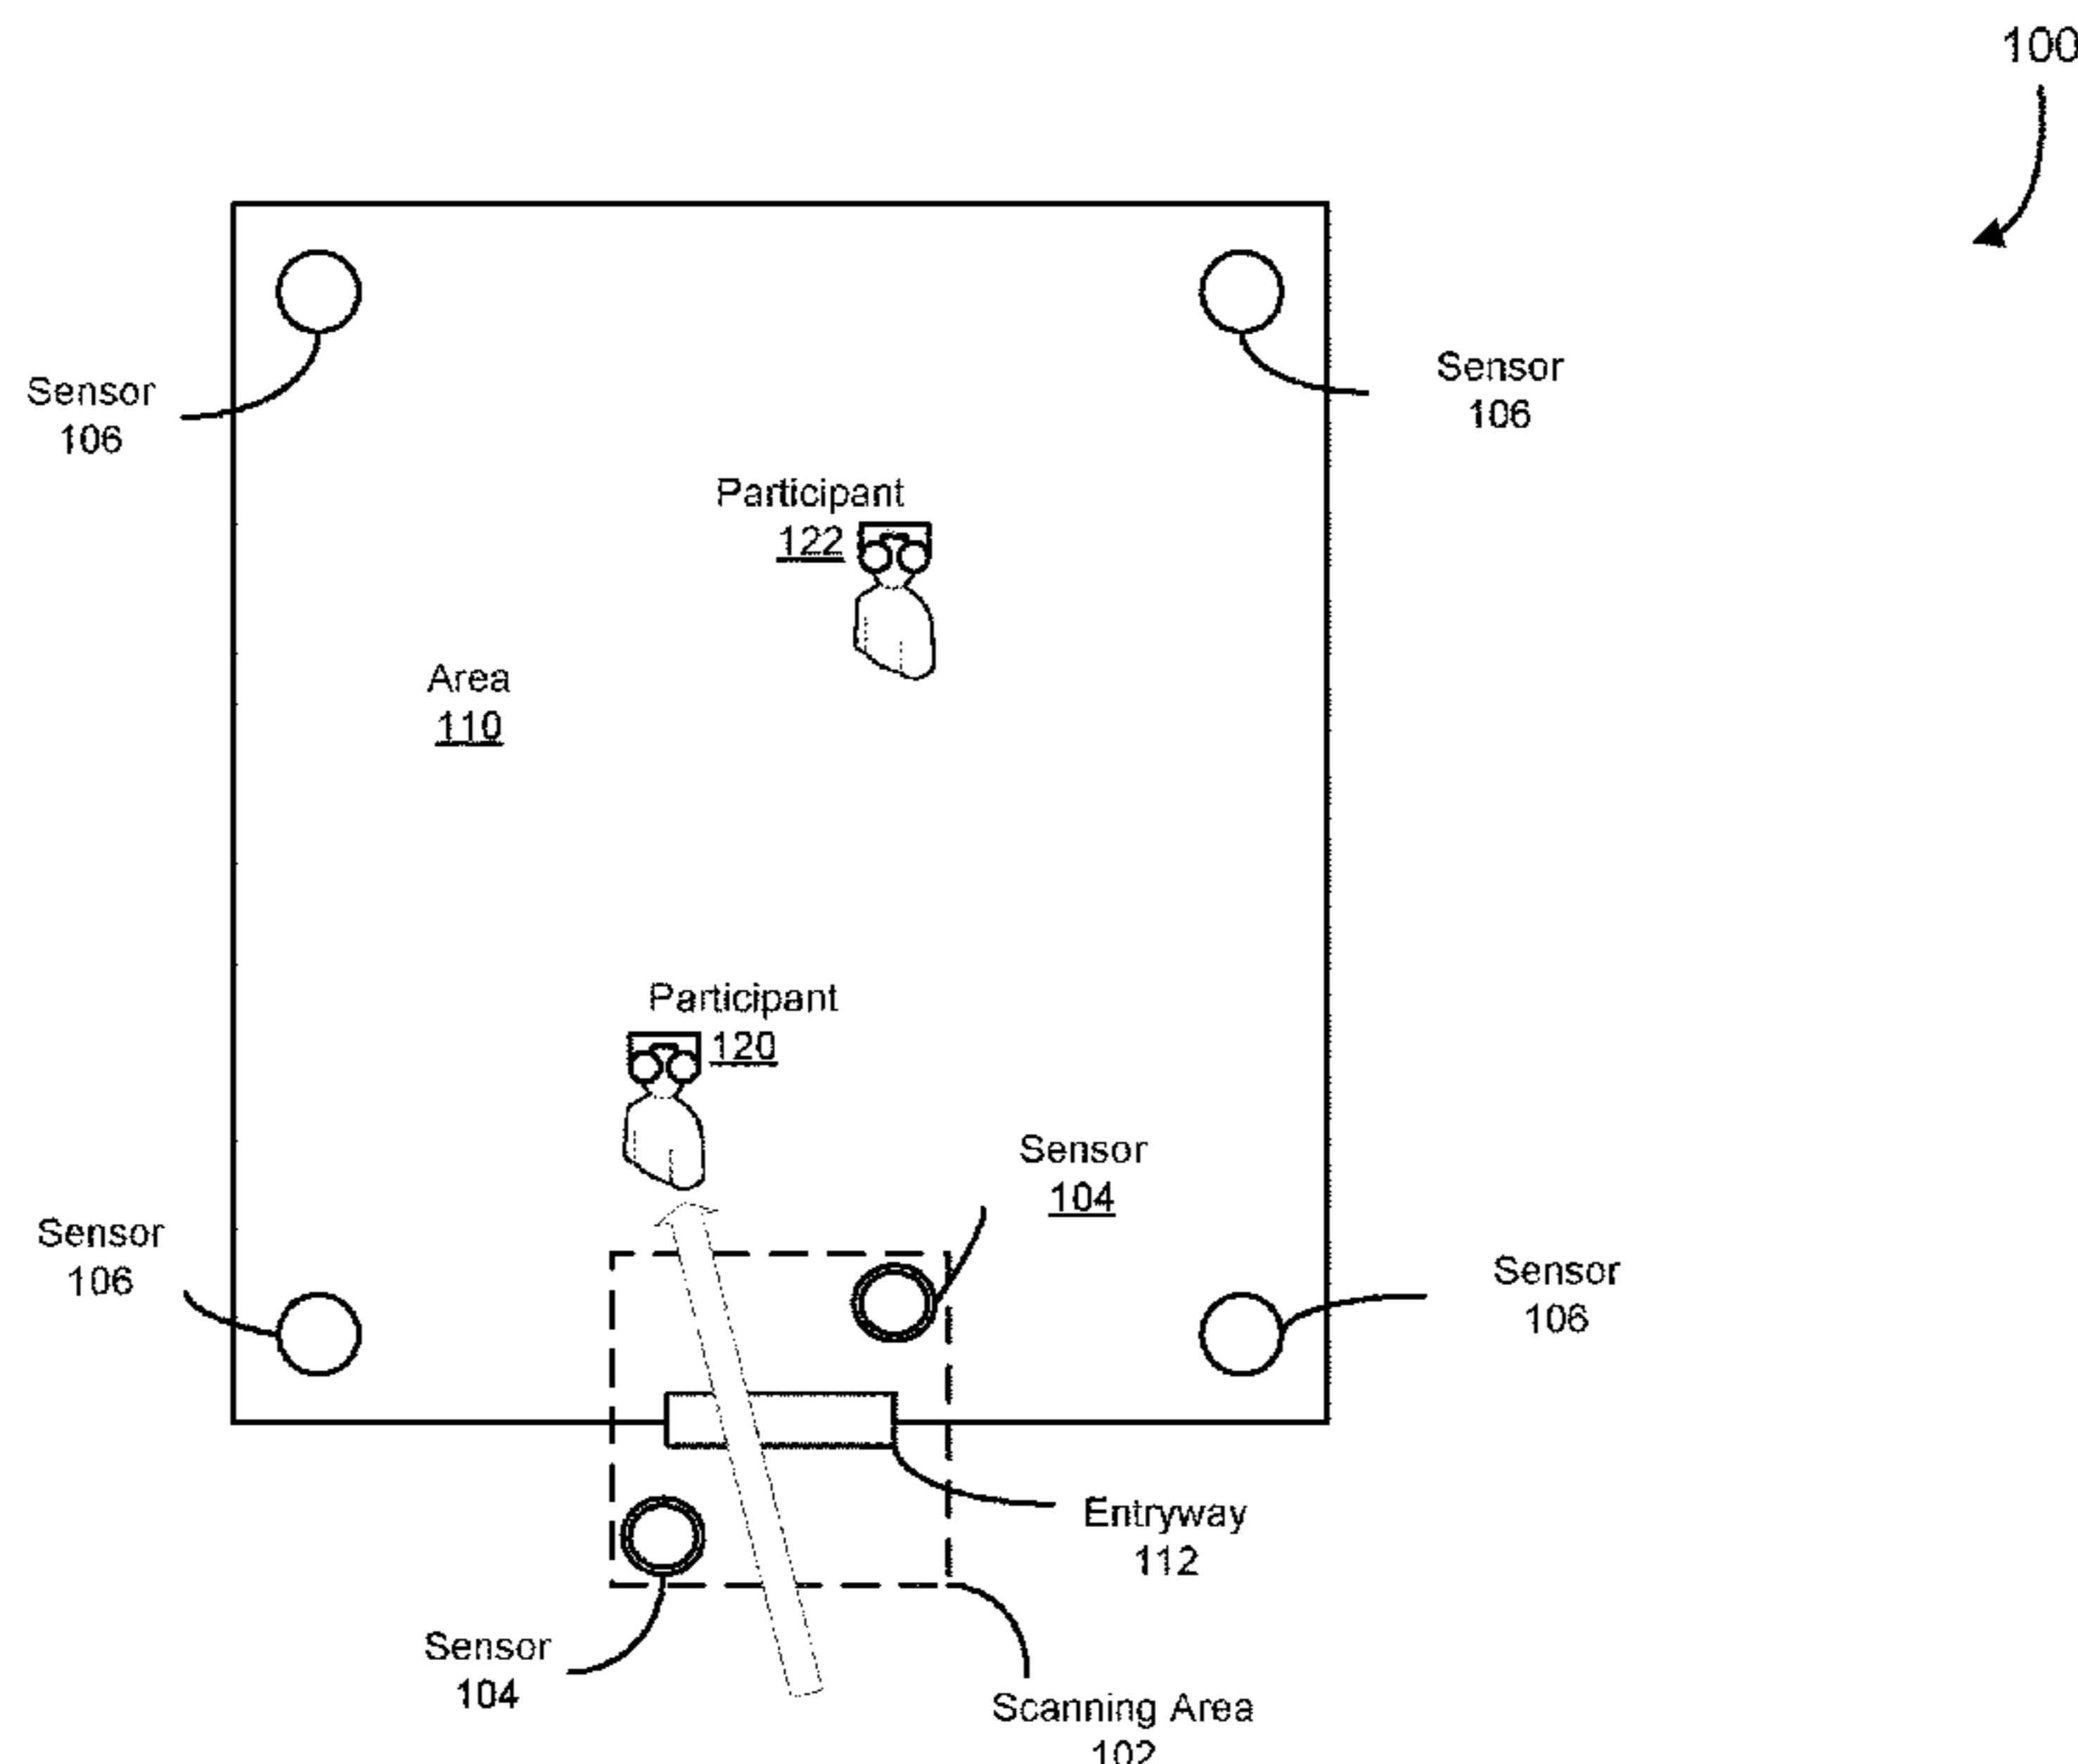 100
Sensor
106
Sensor
106
Participant
122
Area
110
Participant
120
Sensor
104
Sensor
106
Sensor
106
Entryway
112
Sensor
104
Scanning Area
102